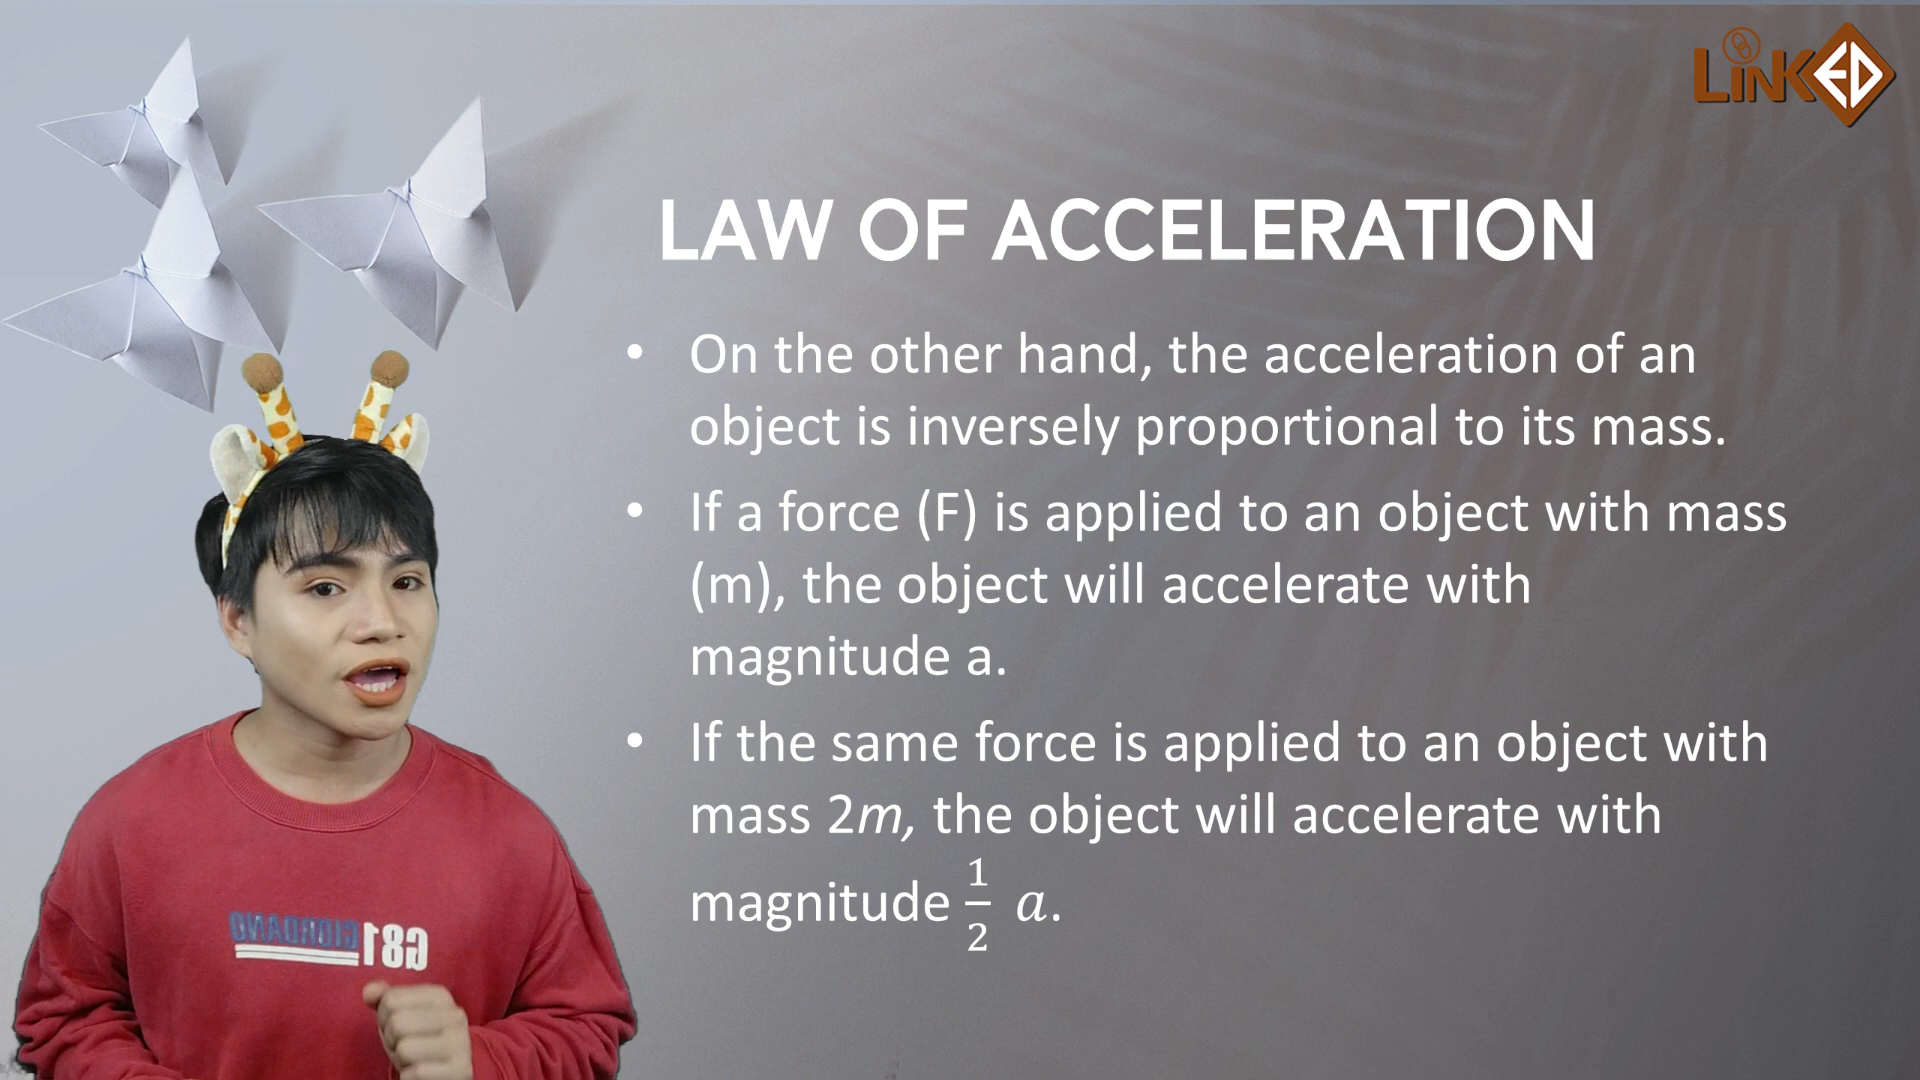 LINKED
LAW OF ACCELERATION
• On the other hand, the acceleration of an
object is inversely proportional to its mass.
• If a force (F) is applied to an object with mass
(m), the object will accelerate with
magnitude a.
• If the same force is applied to an object with
mass 2m, the object will accelerate with
magnitude 1/2 a.
GIORDANO G81